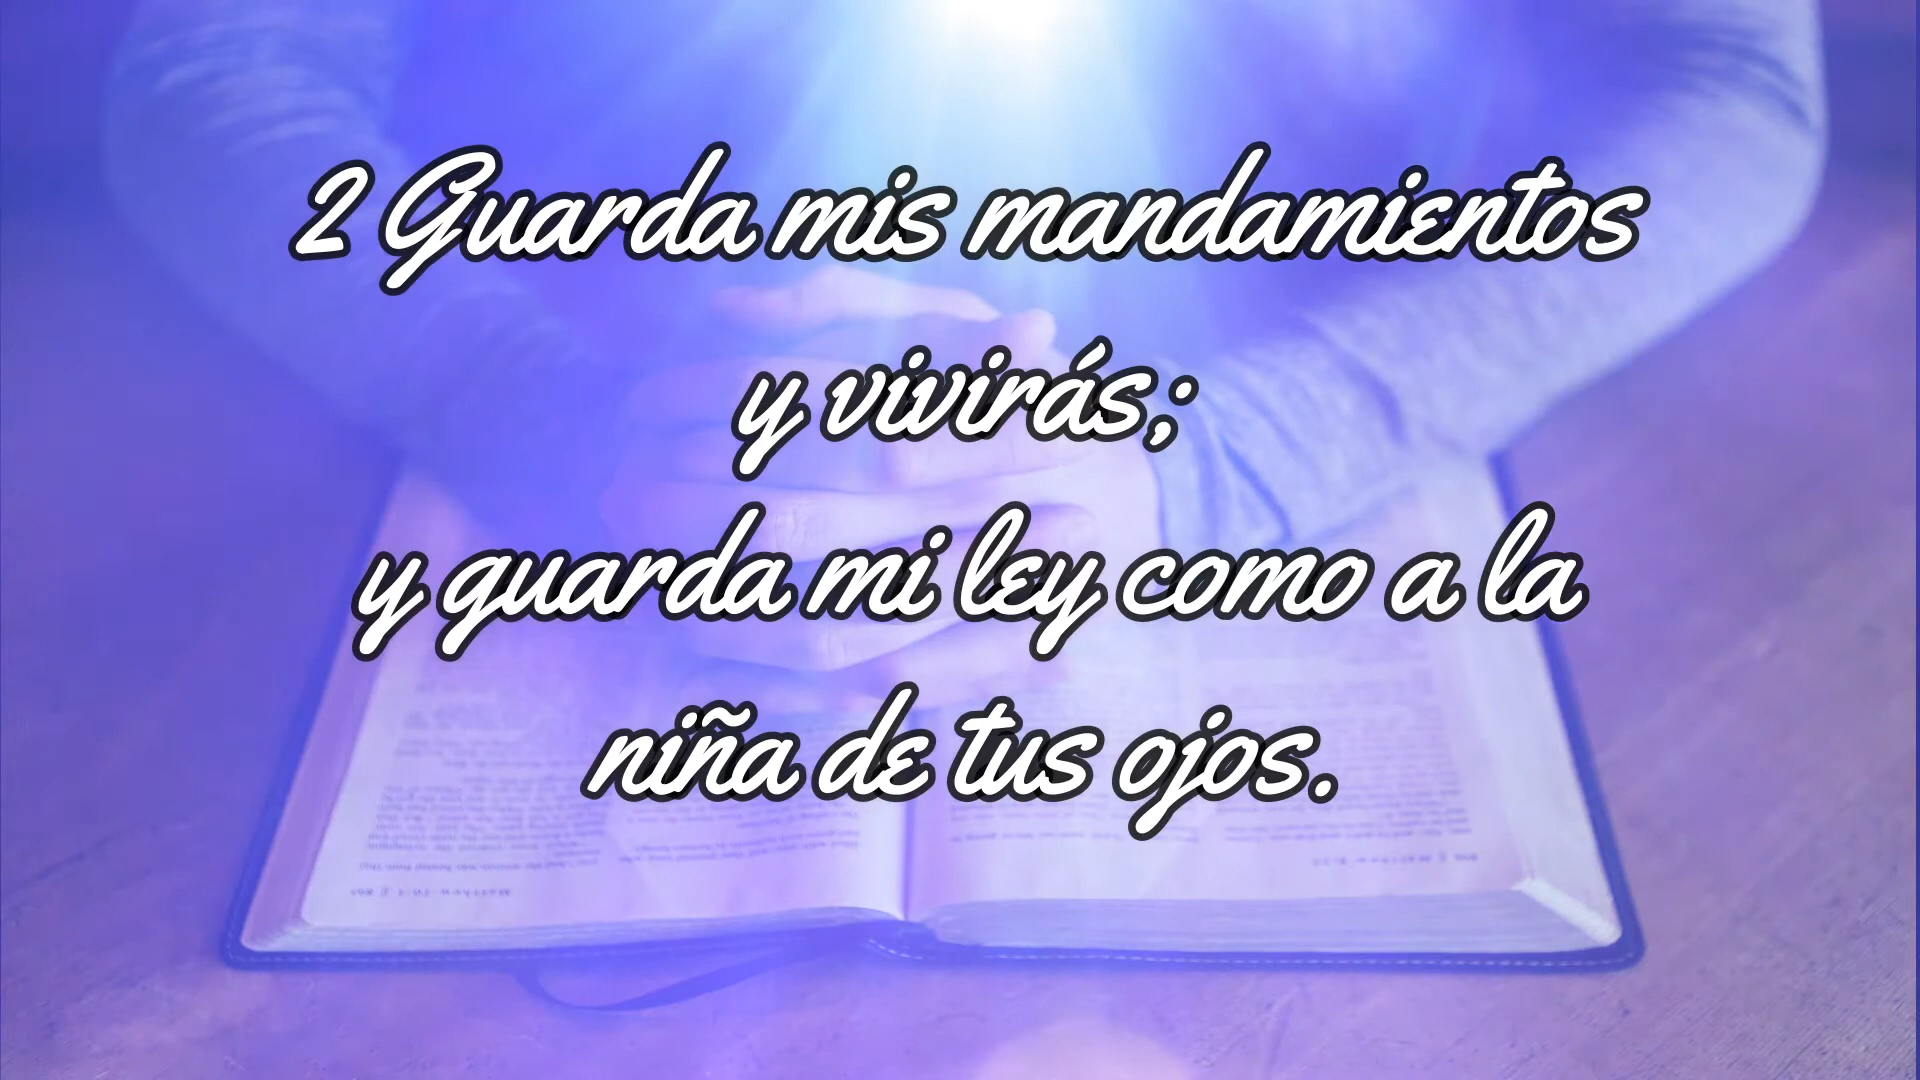 2 Guarda mis mandamientos
y vivirás;
y guarda mi ley como a la
niña de tus ojos.